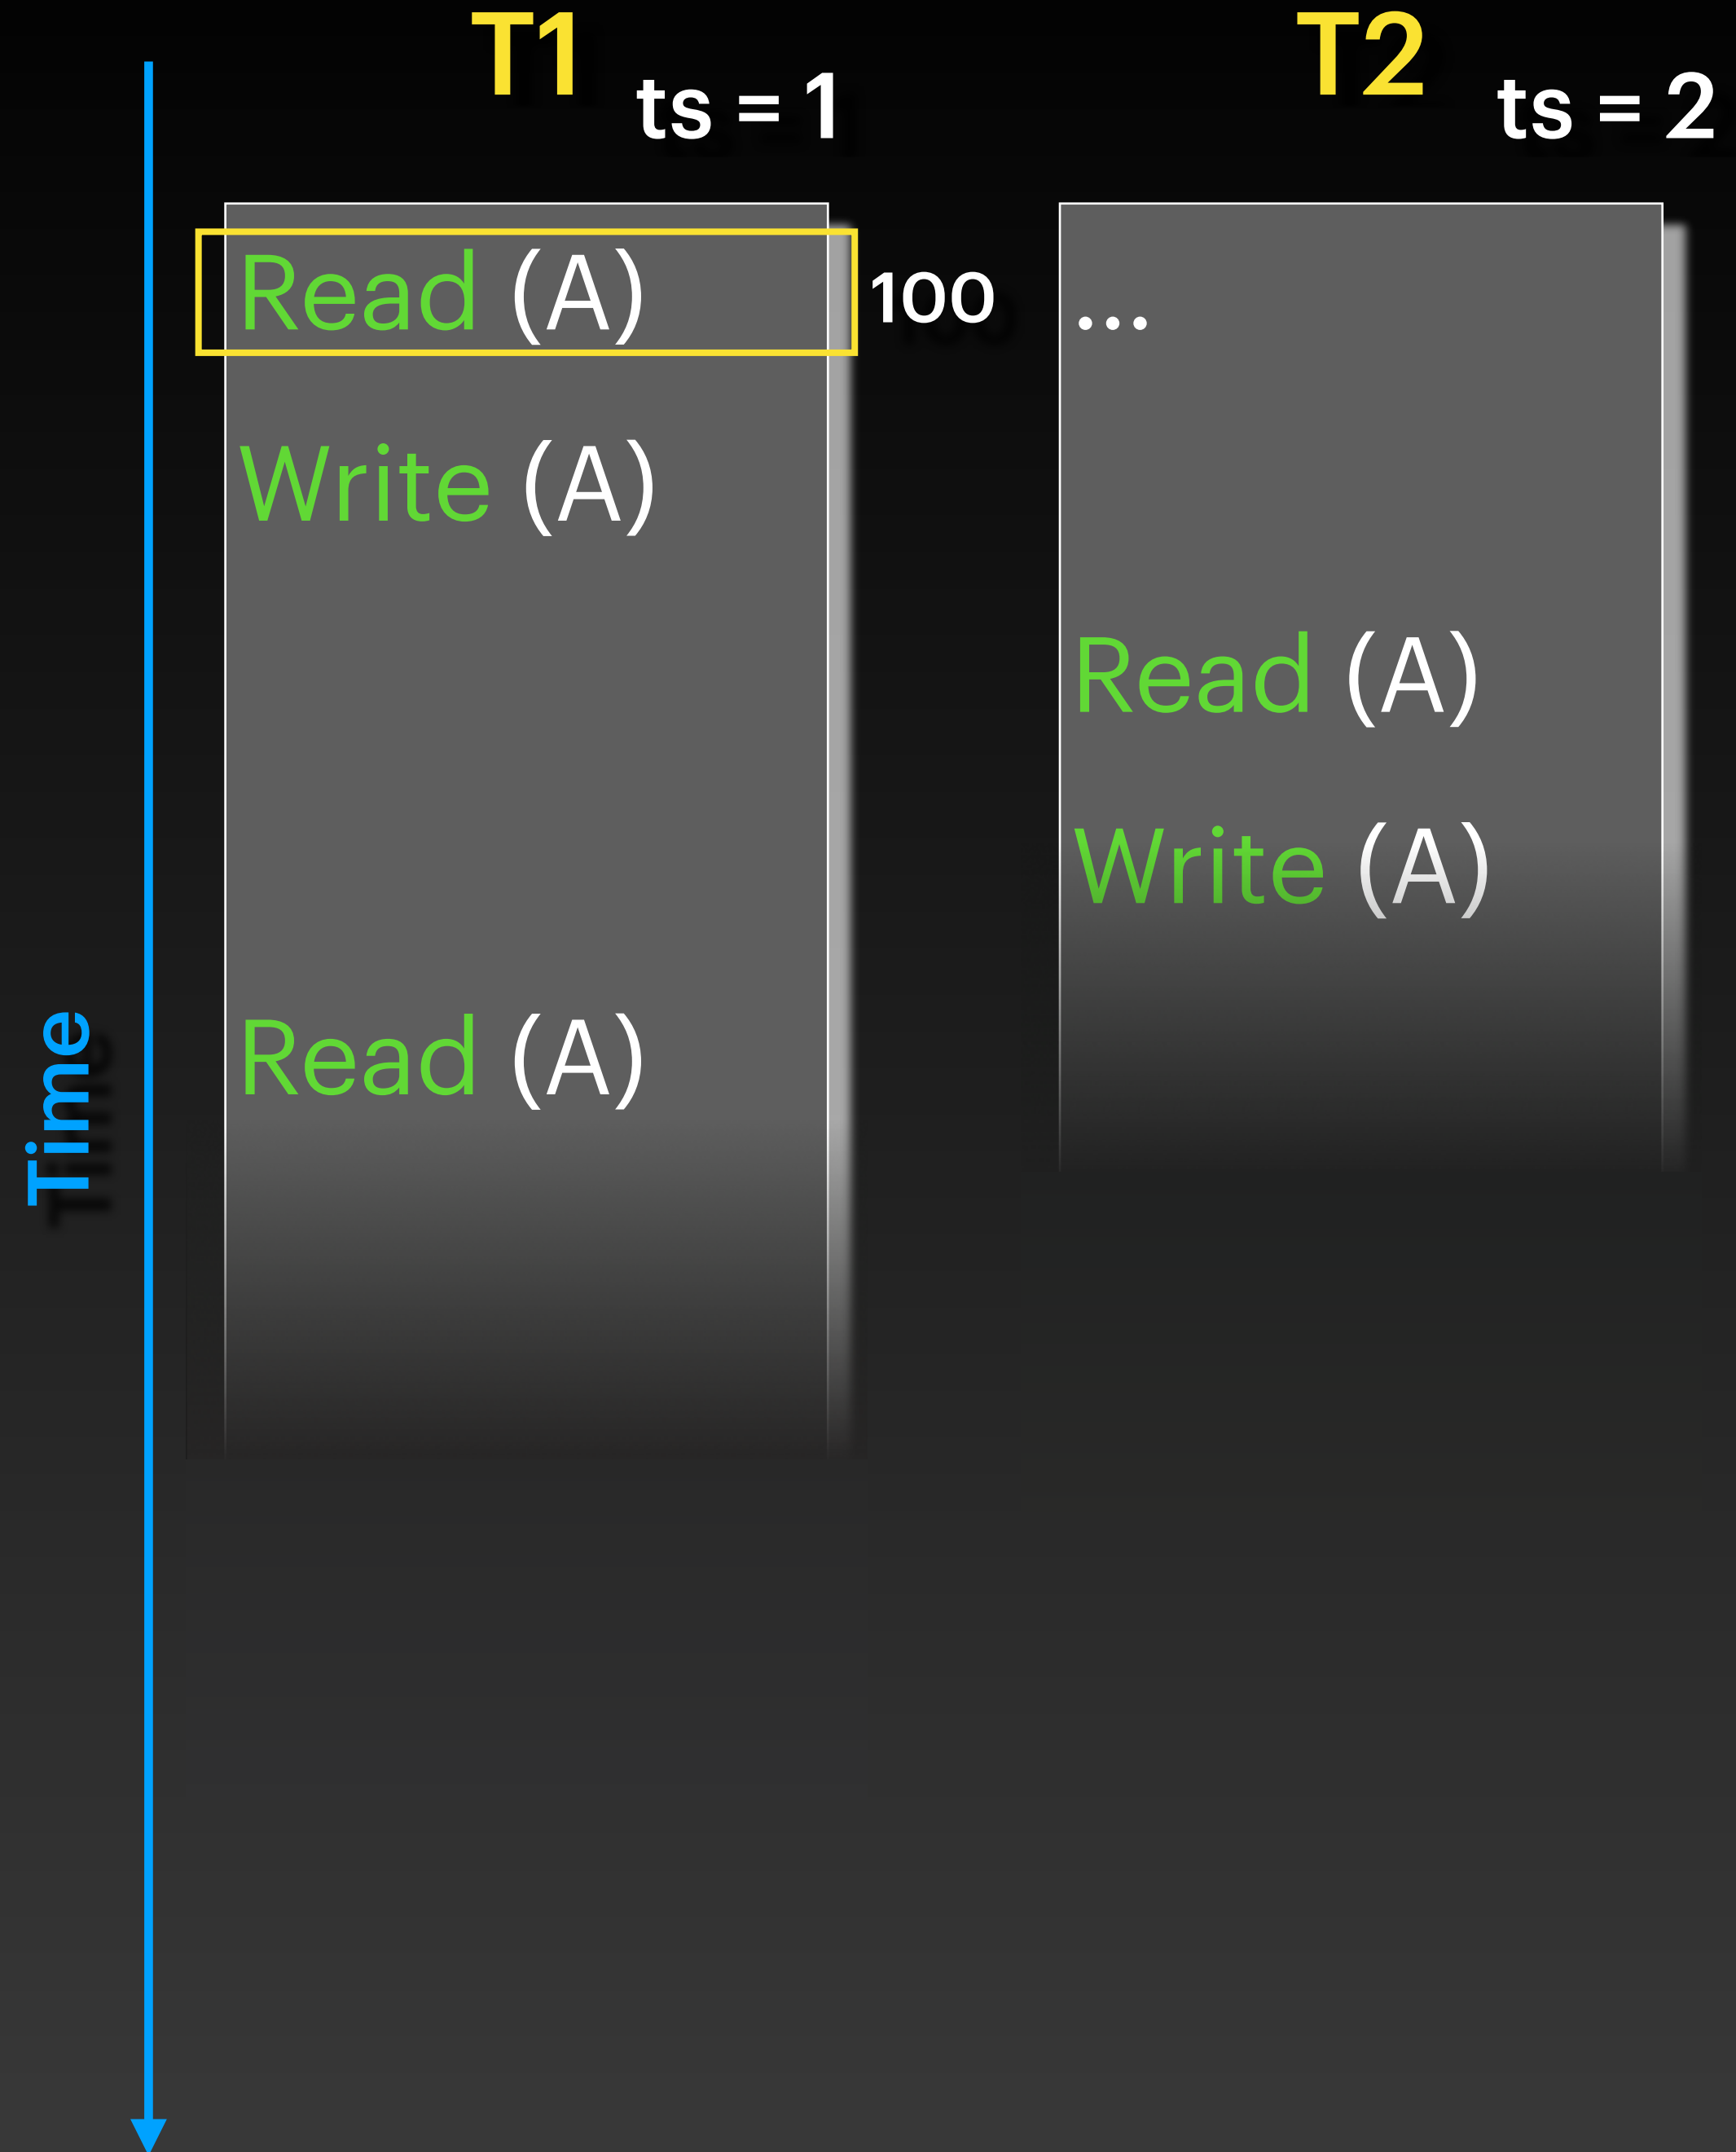 T1 ts = 1
T2 ts = 2
Read (A) 100
...
Write (A)
Read (A)
Write (A)
Read (A)
Time